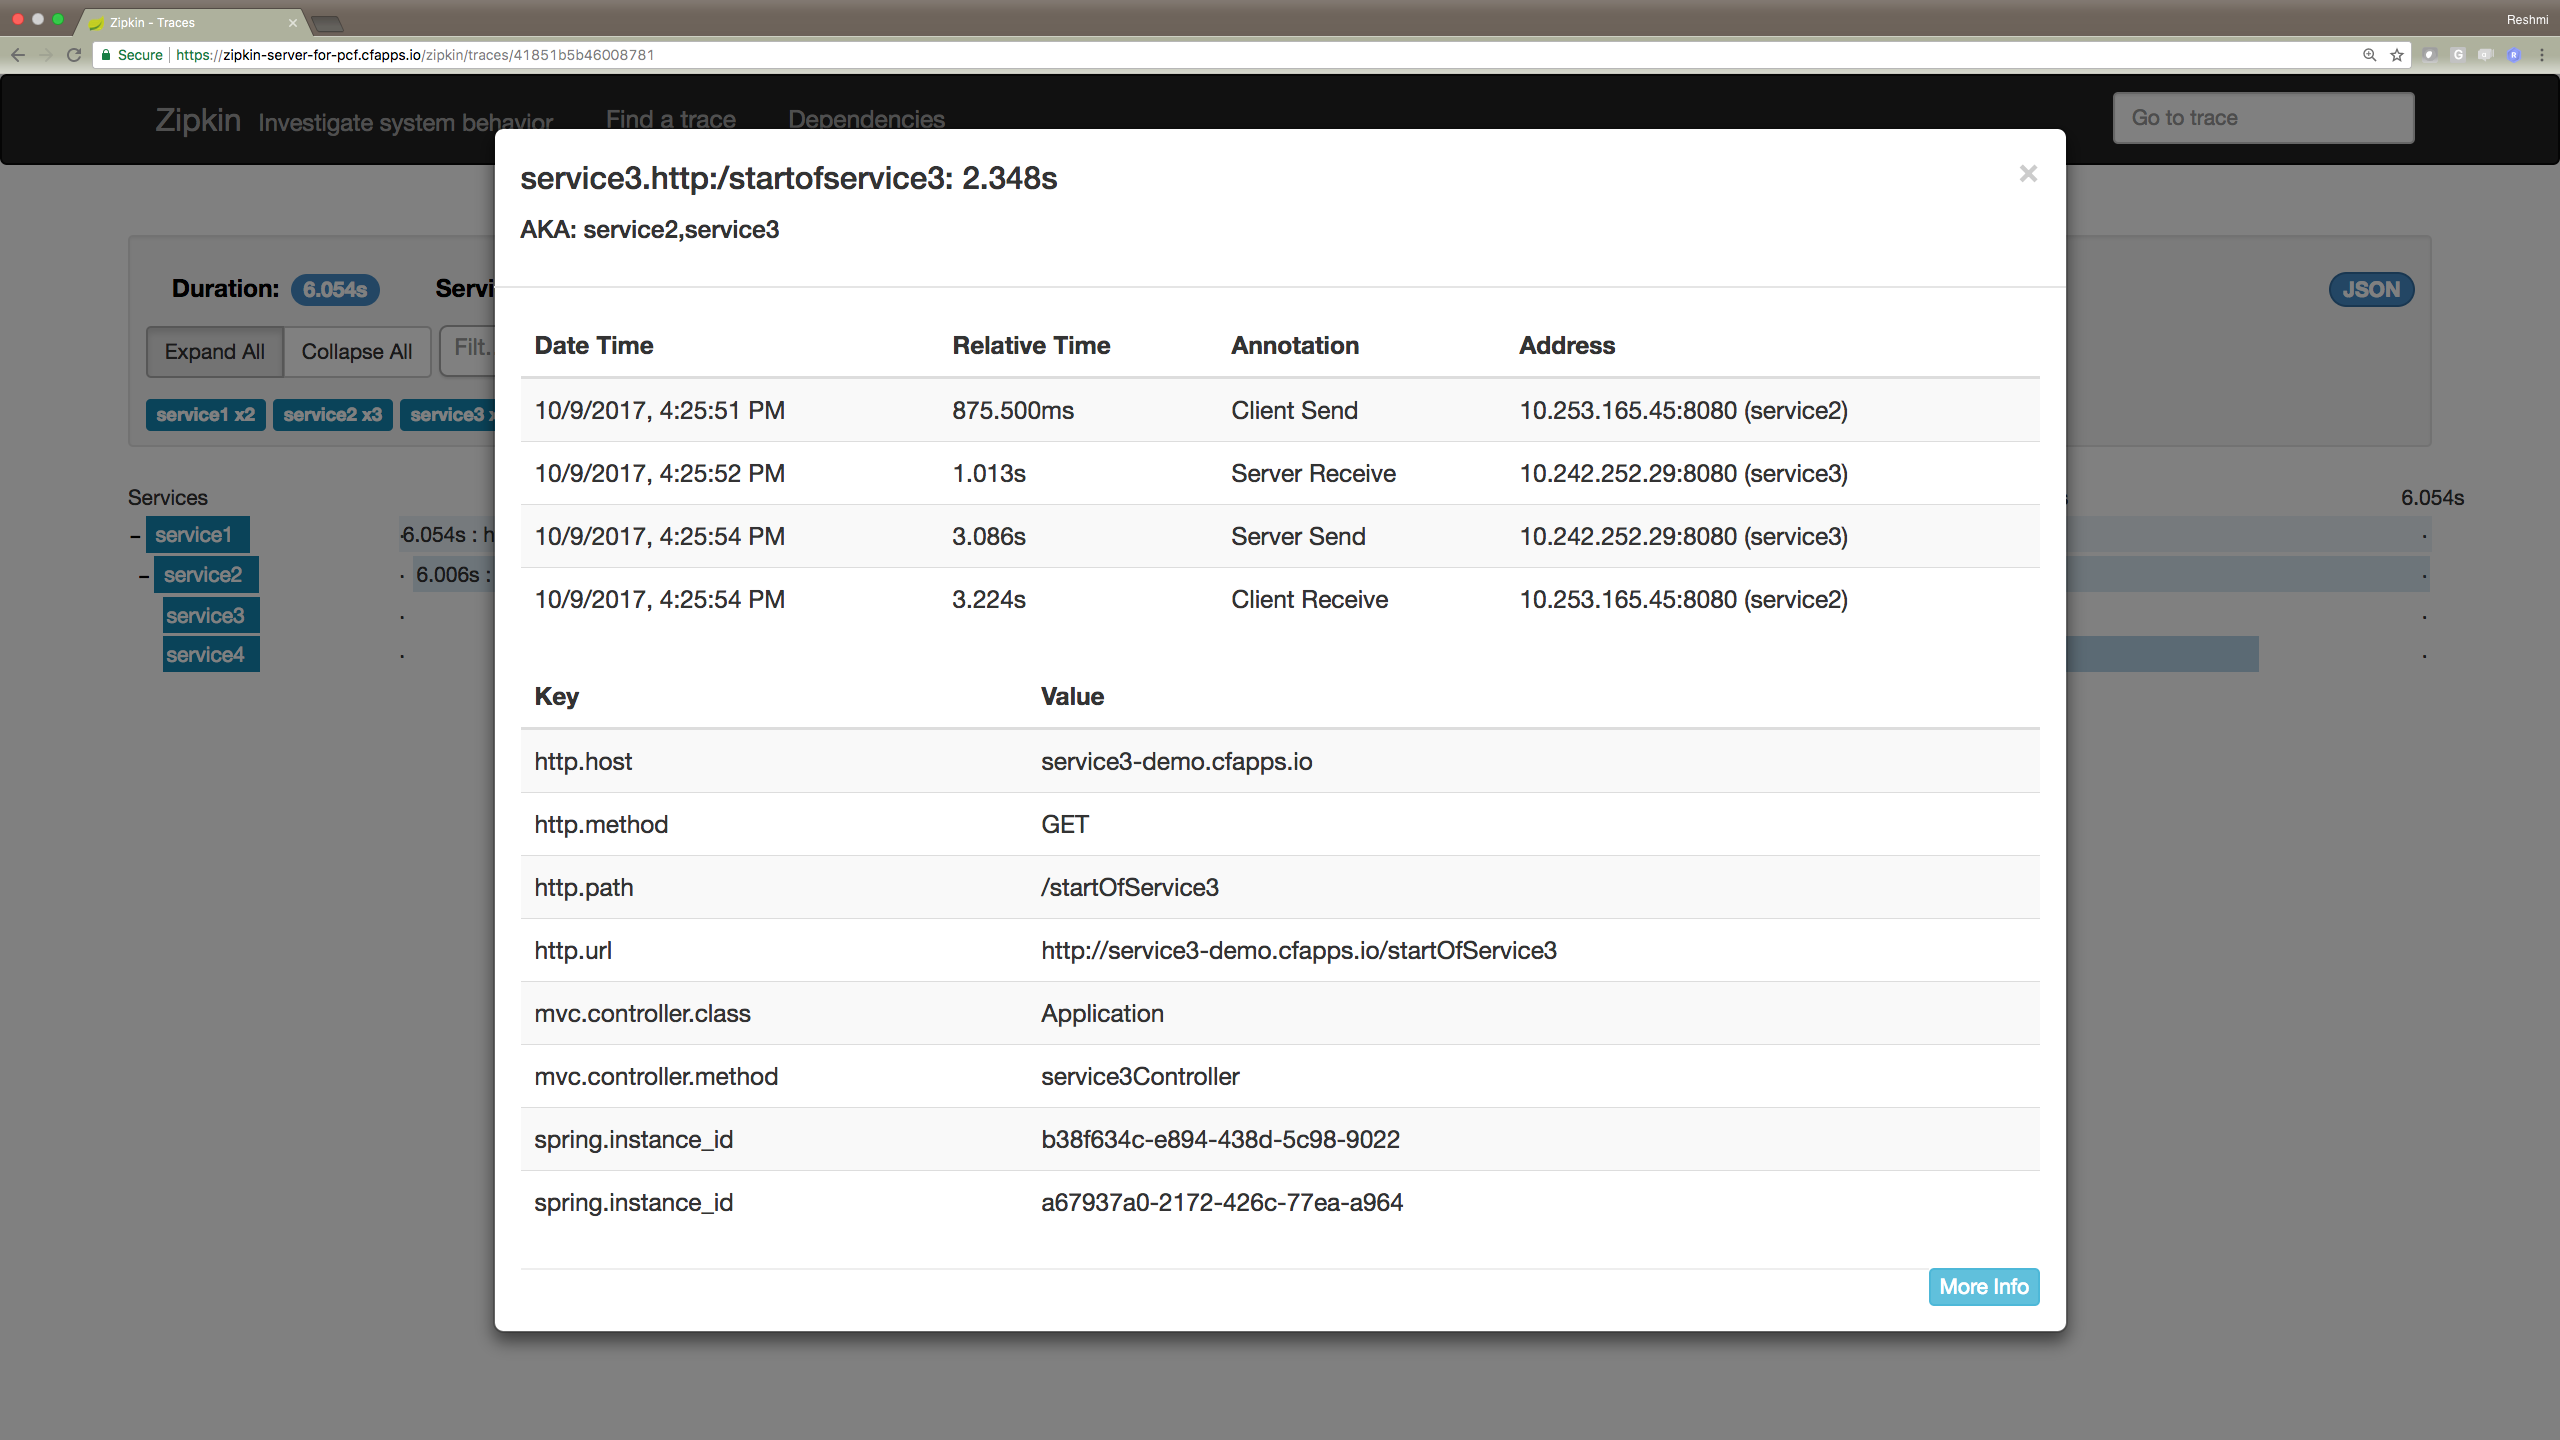 Zipkin - Traces
Reshmi
Secure https://zipkin-server-for-pcf.cfapps.io/zipkin/traces/41851b5b46008781
Zipkin Investigate system behavior Find a trace Dependencies Go to trace
service3.http:/startofservice3: 2.348s ×
AKA: service2,service3
Duration: 6.054s Servi JSON
Expand All Collapse All Filt..
service1 x2 service2 x3 service3 x
Date Time Relative Time Annotation Address
10/9/2017, 4:25:51 PM 875.500ms Client Send 10.253.165.45:8080 (service2)
10/9/2017, 4:25:52 PM 1.013s Server Receive 10.242.252.29:8080 (service3)
10/9/2017, 4:25:54 PM 3.086s Server Send 10.242.252.29:8080 (service3)
10/9/2017, 4:25:54 PM 3.224s Client Receive 10.253.165.45:8080 (service2)
Services 6.054s
- service1 ·6.054s : h
- service2 · 6.006s :
service3
service4
Key Value
http.host service3-demo.cfapps.io
http.method GET
http.path /startOfService3
http.url http://service3-demo.cfapps.io/startOfService3
mvc.controller.class Application
mvc.controller.method service3Controller
spring.instance_id b38f634c-e894-438d-5c98-9022
spring.instance_id a67937a0-2172-426c-77ea-a964
More Info